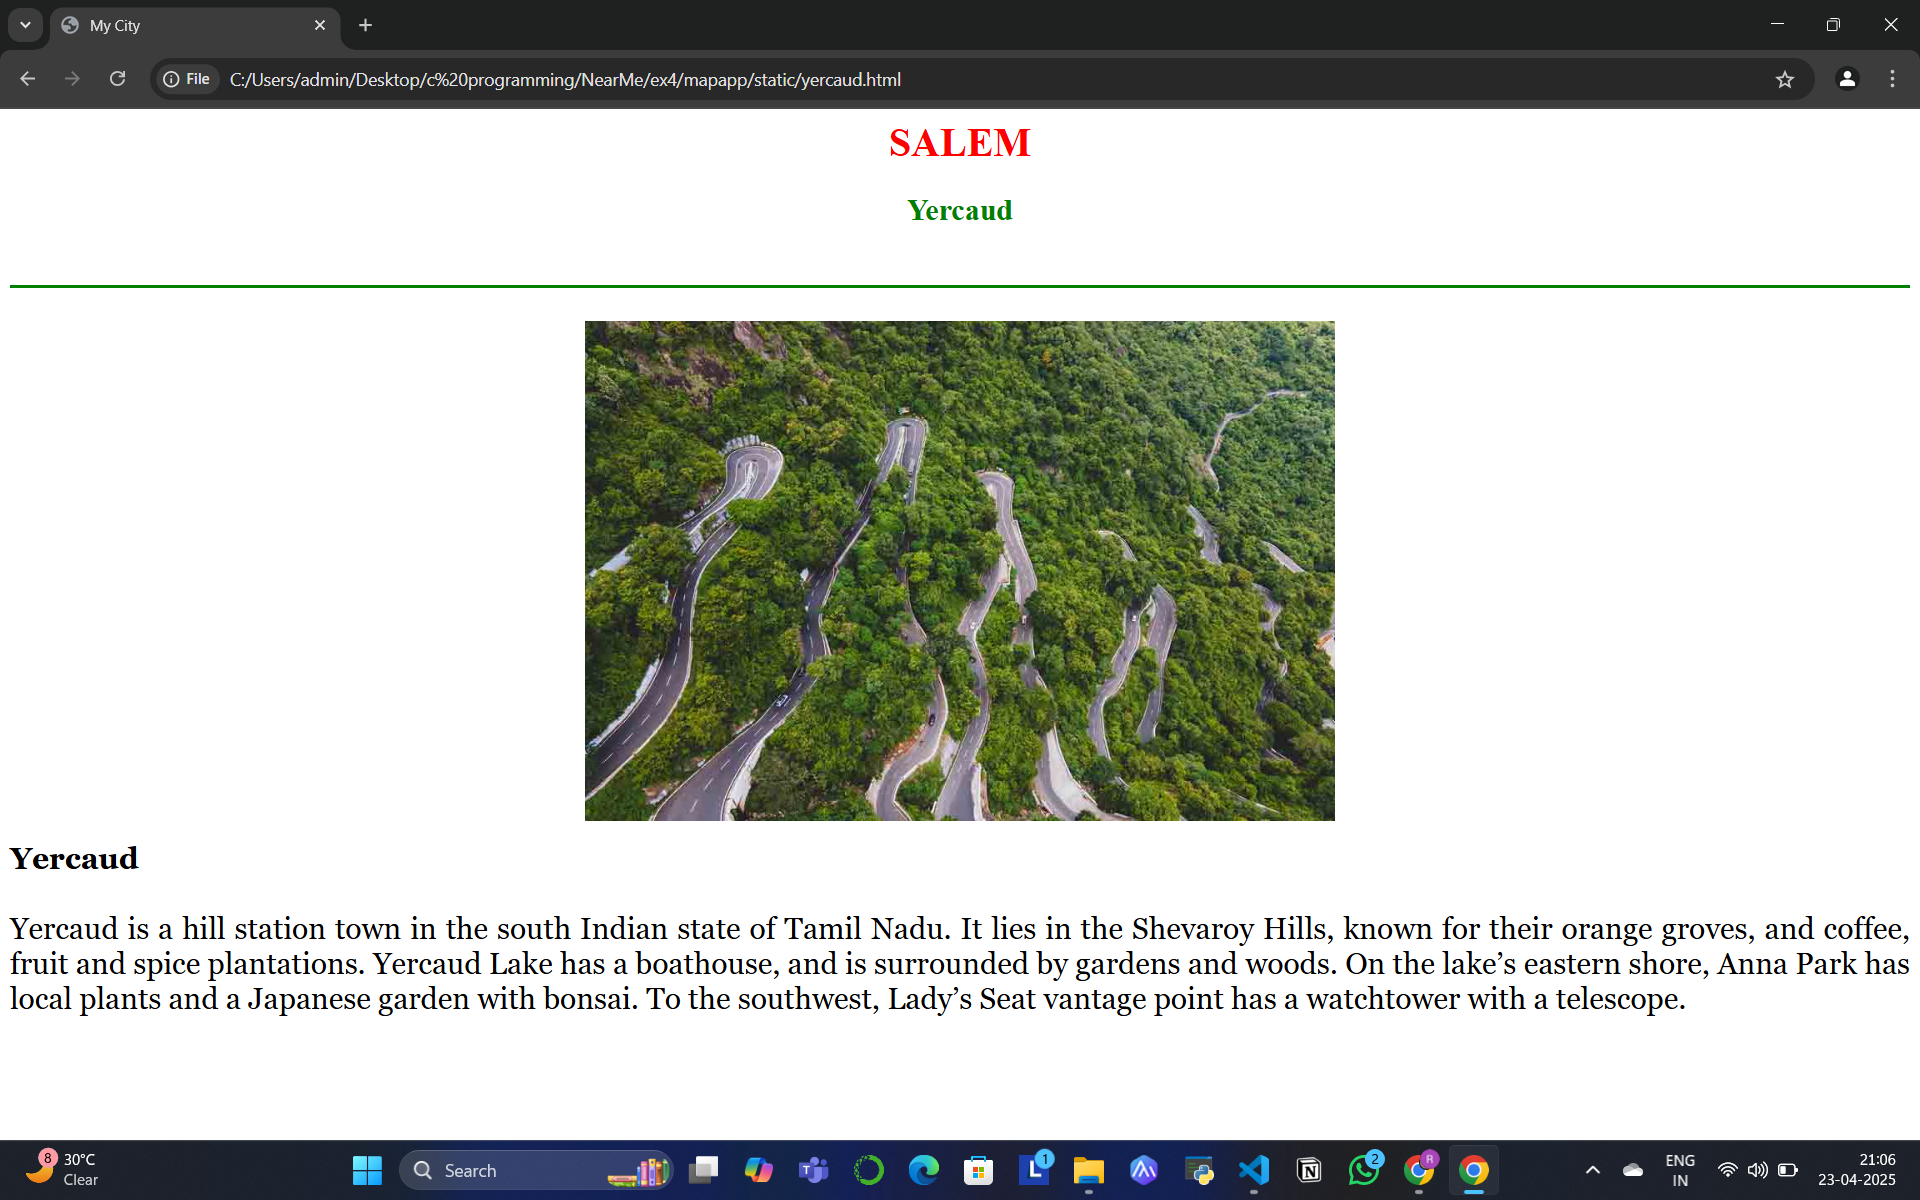 My City
File
C:/Users/admin/Desktop/c%20programming/NearMe/ex4/mapapp/static/yercaud.html
SALEM
Yercaud
Yercaud
Yercaud is a hill station town in the south Indian state of Tamil Nadu. It lies in the Shevaroy Hills, known for their orange groves, and coffee,
fruit and spice plantations. Yercaud Lake has a boathouse, and is surrounded by gardens and woods. On the lake’s eastern shore, Anna Park has
local plants and a Japanese garden with bonsai. To the southwest, Lady’s Seat vantage point has a watchtower with a telescope.
8
30°C
Clear
Search
T
L
1
N
2
R
ENG
IN
21:06
23-04-2025